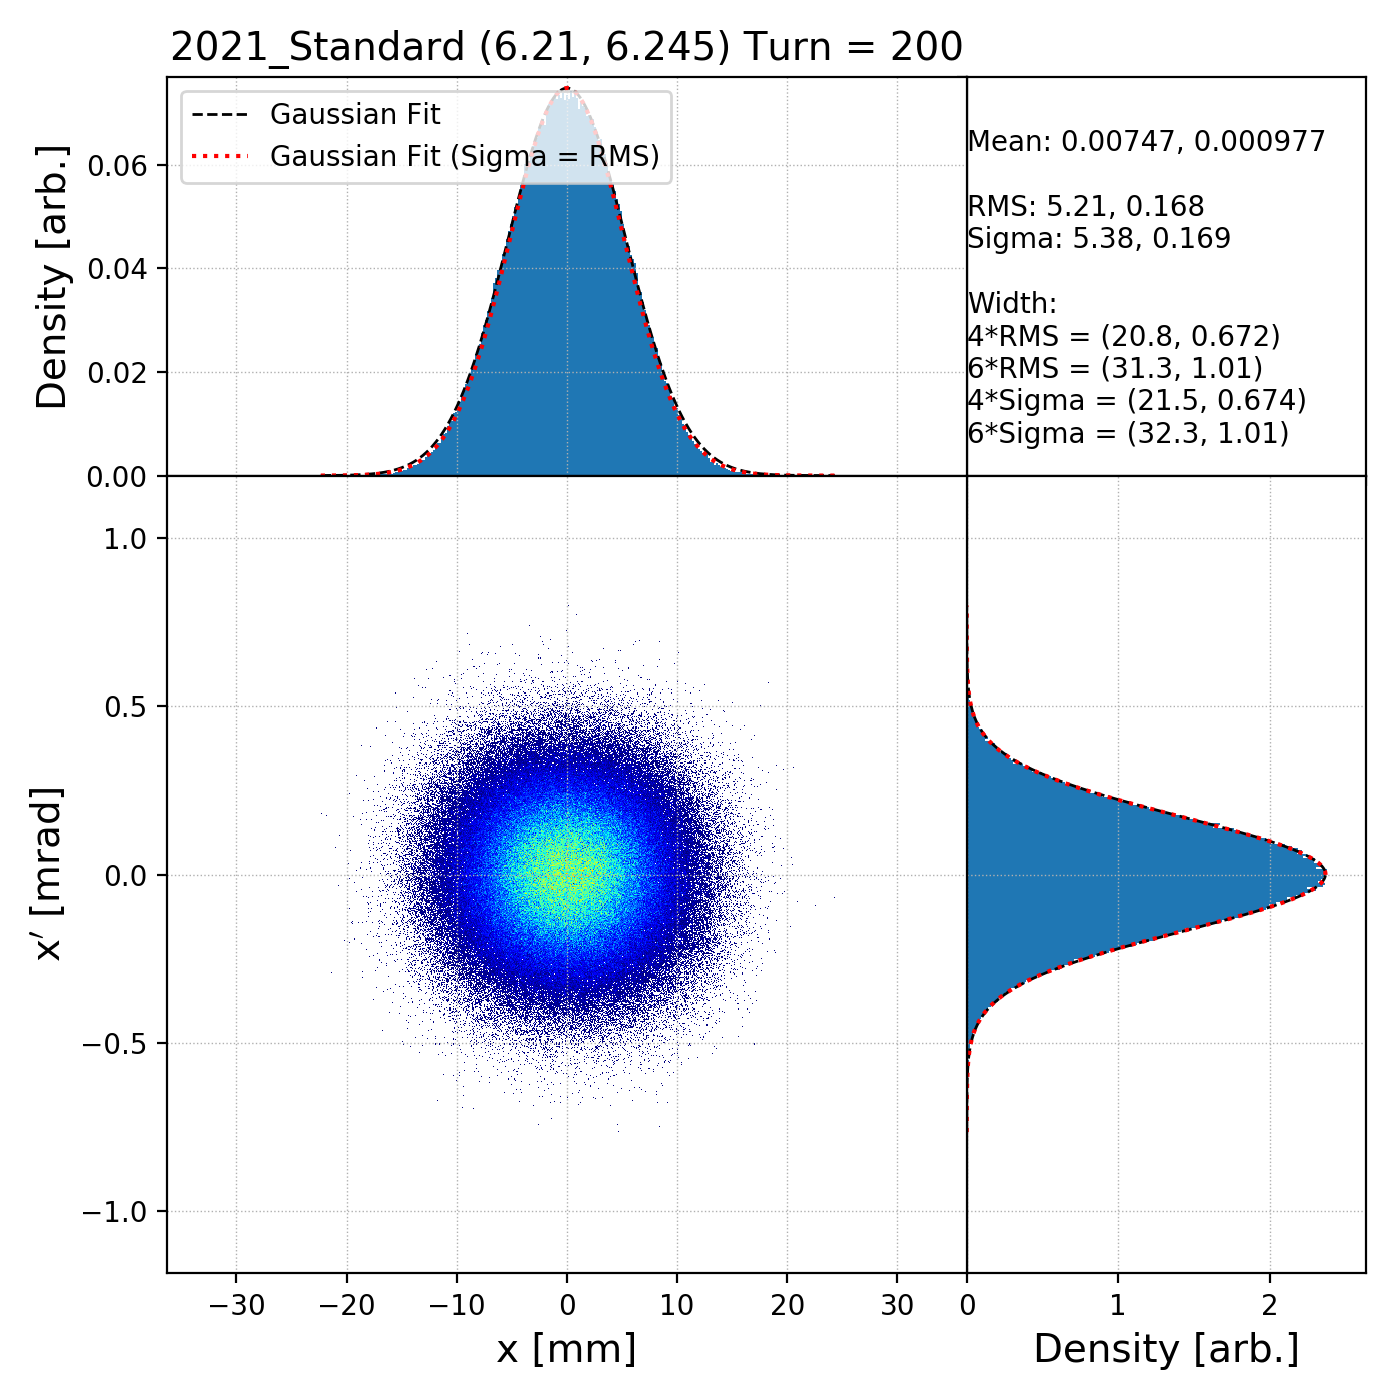 2021_Standard (6.21, 6.245) Turn = 200
Gaussian Fit
Gaussian Fit (Sigma = RMS)
Density [arb.]
0.06
0.04
0.02
0.00
Mean: 0.00747, 0.000977
RMS: 5.21, 0.168
Sigma: 5.38, 0.169
Width:
4*RMS = (20.8, 0.672)
6*RMS = (31.3, 1.01)
4*Sigma = (21.5, 0.674)
6*Sigma = (32.3, 1.01)
x′ [mrad]
1.0
0.5
0.0
−0.5
−1.0
−30 −20 −10 0 10 20 30
x [mm]
0 1 2
Density [arb.]